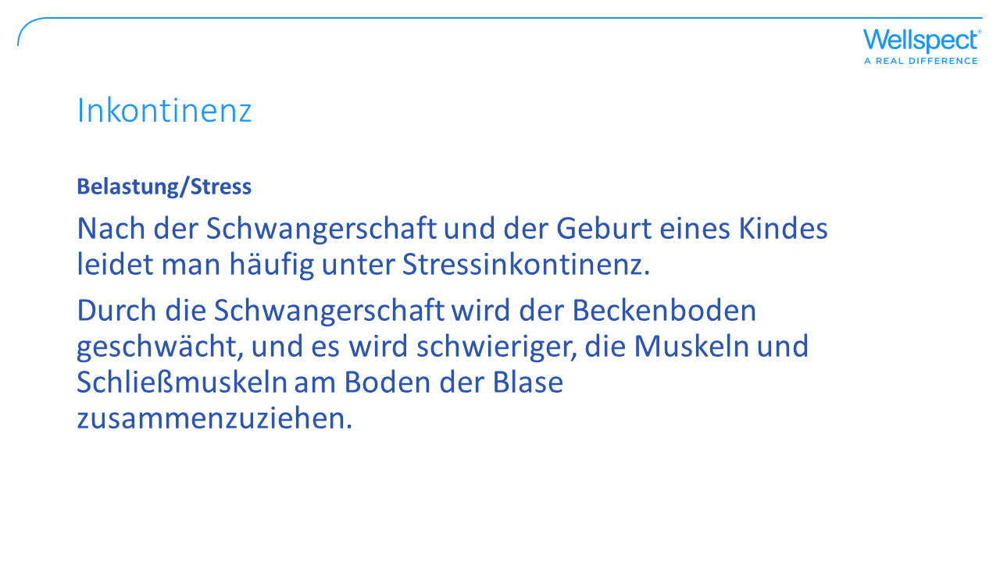 Wellspect®
A REAL DIFFERENCE
Inkontinenz
Belastung/Stress
Nach der Schwangerschaft und der Geburt eines Kindes
leidet man häufig unter Stressinkontinenz.
Durch die Schwangerschaft wird der Beckenboden
geschwächt, und es wird schwieriger, die Muskeln und
Schließmuskeln am Boden der Blase
zusammenzuziehen.